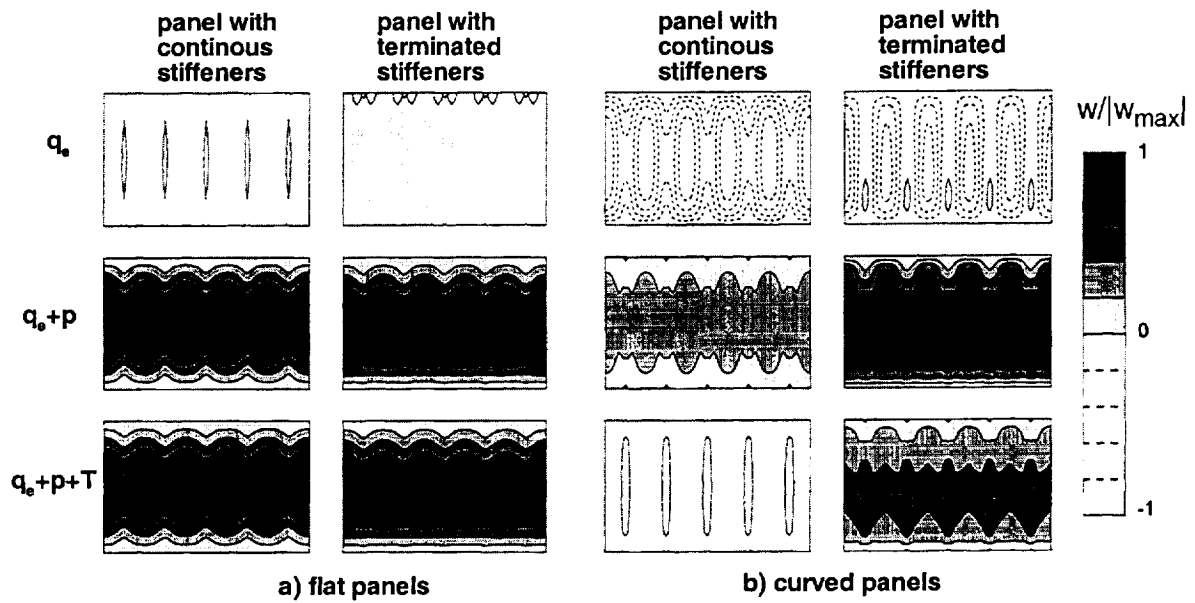 panel with
continous
stiffeners
panel with
terminated
stiffeners
panel with
continous
stiffeners
panel with
terminated
stiffeners
w/|wmax|
qe
1
qe+p
0
qe+p+T
-1
a) flat panels
b) curved panels